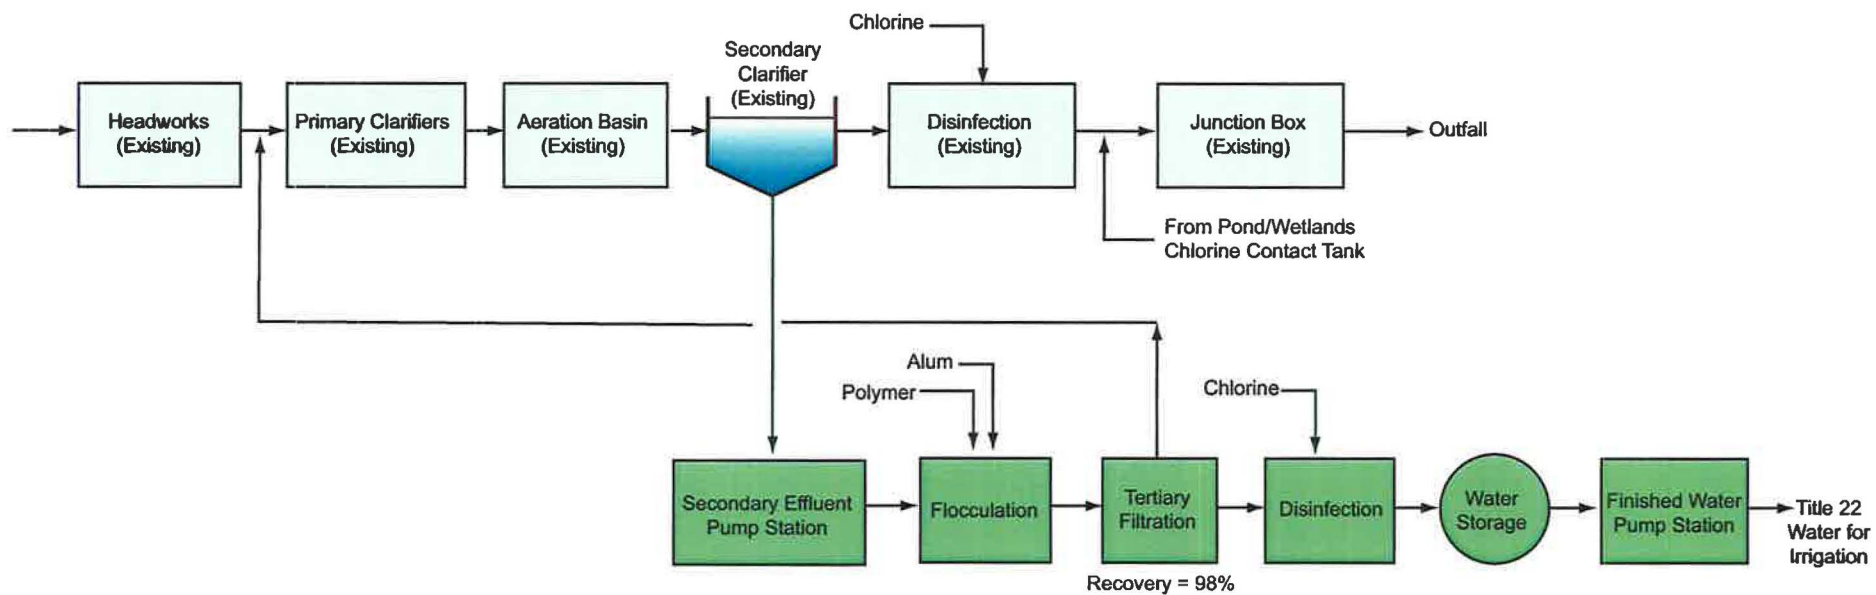 Chlorine
Secondary
Clarifier
(Existing)
Headworks
(Existing)
Primary Clarifiers
(Existing)
Aeration Basin
(Existing)
Disinfection
(Existing)
Junction Box
(Existing)
Outfall
From Pond/Wetlands
Chlorine Contact Tank
Alum
Polymer
Chlorine
Secondary Effluent
Pump Station
Flocculation
Tertiary
Filtration
Disinfection
Water
Storage
Finished Water
Pump Station
Title 22
Water for
Irrigation
Recovery = 98%